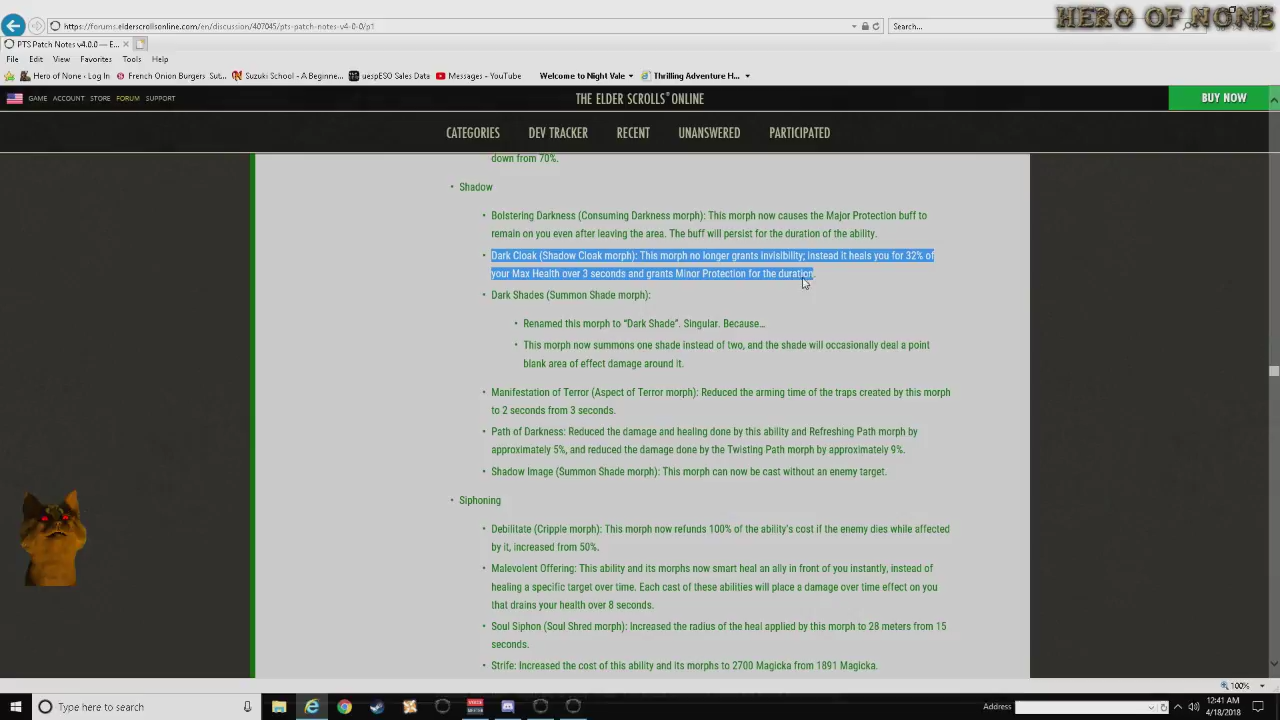 HERO OF NONE
https://forums.elderscrollsonline.com/en/discussion/407045/pts-patch-notes-v4-0-0/p1
Search...
PTS Patch Notes v4.0.0 — E...
File Edit View Favorites Tools Help
Hero of None - Log In French Onion Burgers Sut... Suzuki School - A Beginne... uespESO Sales Data Messages - YouTube Welcome to Night Vale Thrilling Adventure H...
GAME ACCOUNT STORE FORUM SUPPORT
THE ELDER SCROLLS ONLINE
BUY NOW
CATEGORIES DEV TRACKER RECENT UNANSWERED PARTICIPATED
down from 70%.
• Shadow
• Bolstering Darkness (Consuming Darkness morph): This morph now causes the Major Protection buff to
remain on you even after leaving the area. The buff will persist for the duration of the ability.
• Dark Cloak (Shadow Cloak morph): This morph no longer grants invisibility; instead it heals you for 32% of
your Max Health over 3 seconds and grants Minor Protection for the duration.
• Dark Shades (Summon Shade morph):
• Renamed this morph to “Dark Shade”. Singular. Because…
• This morph now summons one shade instead of two, and the shade will occasionally deal a point
blank area of effect damage around it.
• Manifestation of Terror (Aspect of Terror morph): Reduced the arming time of the traps created by this morph
to 2 seconds from 3 seconds.
• Path of Darkness: Reduced the damage and healing done by this ability and Refreshing Path morph by
approximately 5%, and reduced the damage done by the Twisting Path morph by approximately 9%.
• Shadow Image (Summon Shade morph): This morph can now be cast without an enemy target.
• Siphoning
• Debilitate (Cripple morph): This morph now refunds 100% of the ability's cost if the enemy dies while affected
by it, increased from 50%.
• Malevolent Offering: This ability and its morphs now smart heal an ally in front of you instantly, instead of
healing a specific target over time. Each cast of these abilities will place a damage over time effect on you
that drains your health over 8 seconds.
• Soul Siphon (Soul Shred morph): Increased the radius of the heal applied by this morph to 28 meters from 15
seconds.
• Strife: Increased the cost of this ability and its morphs to 2700 Magicka from 1891 Magicka.
100%
Type here to search
Address
12:41 AM
4/18/2018